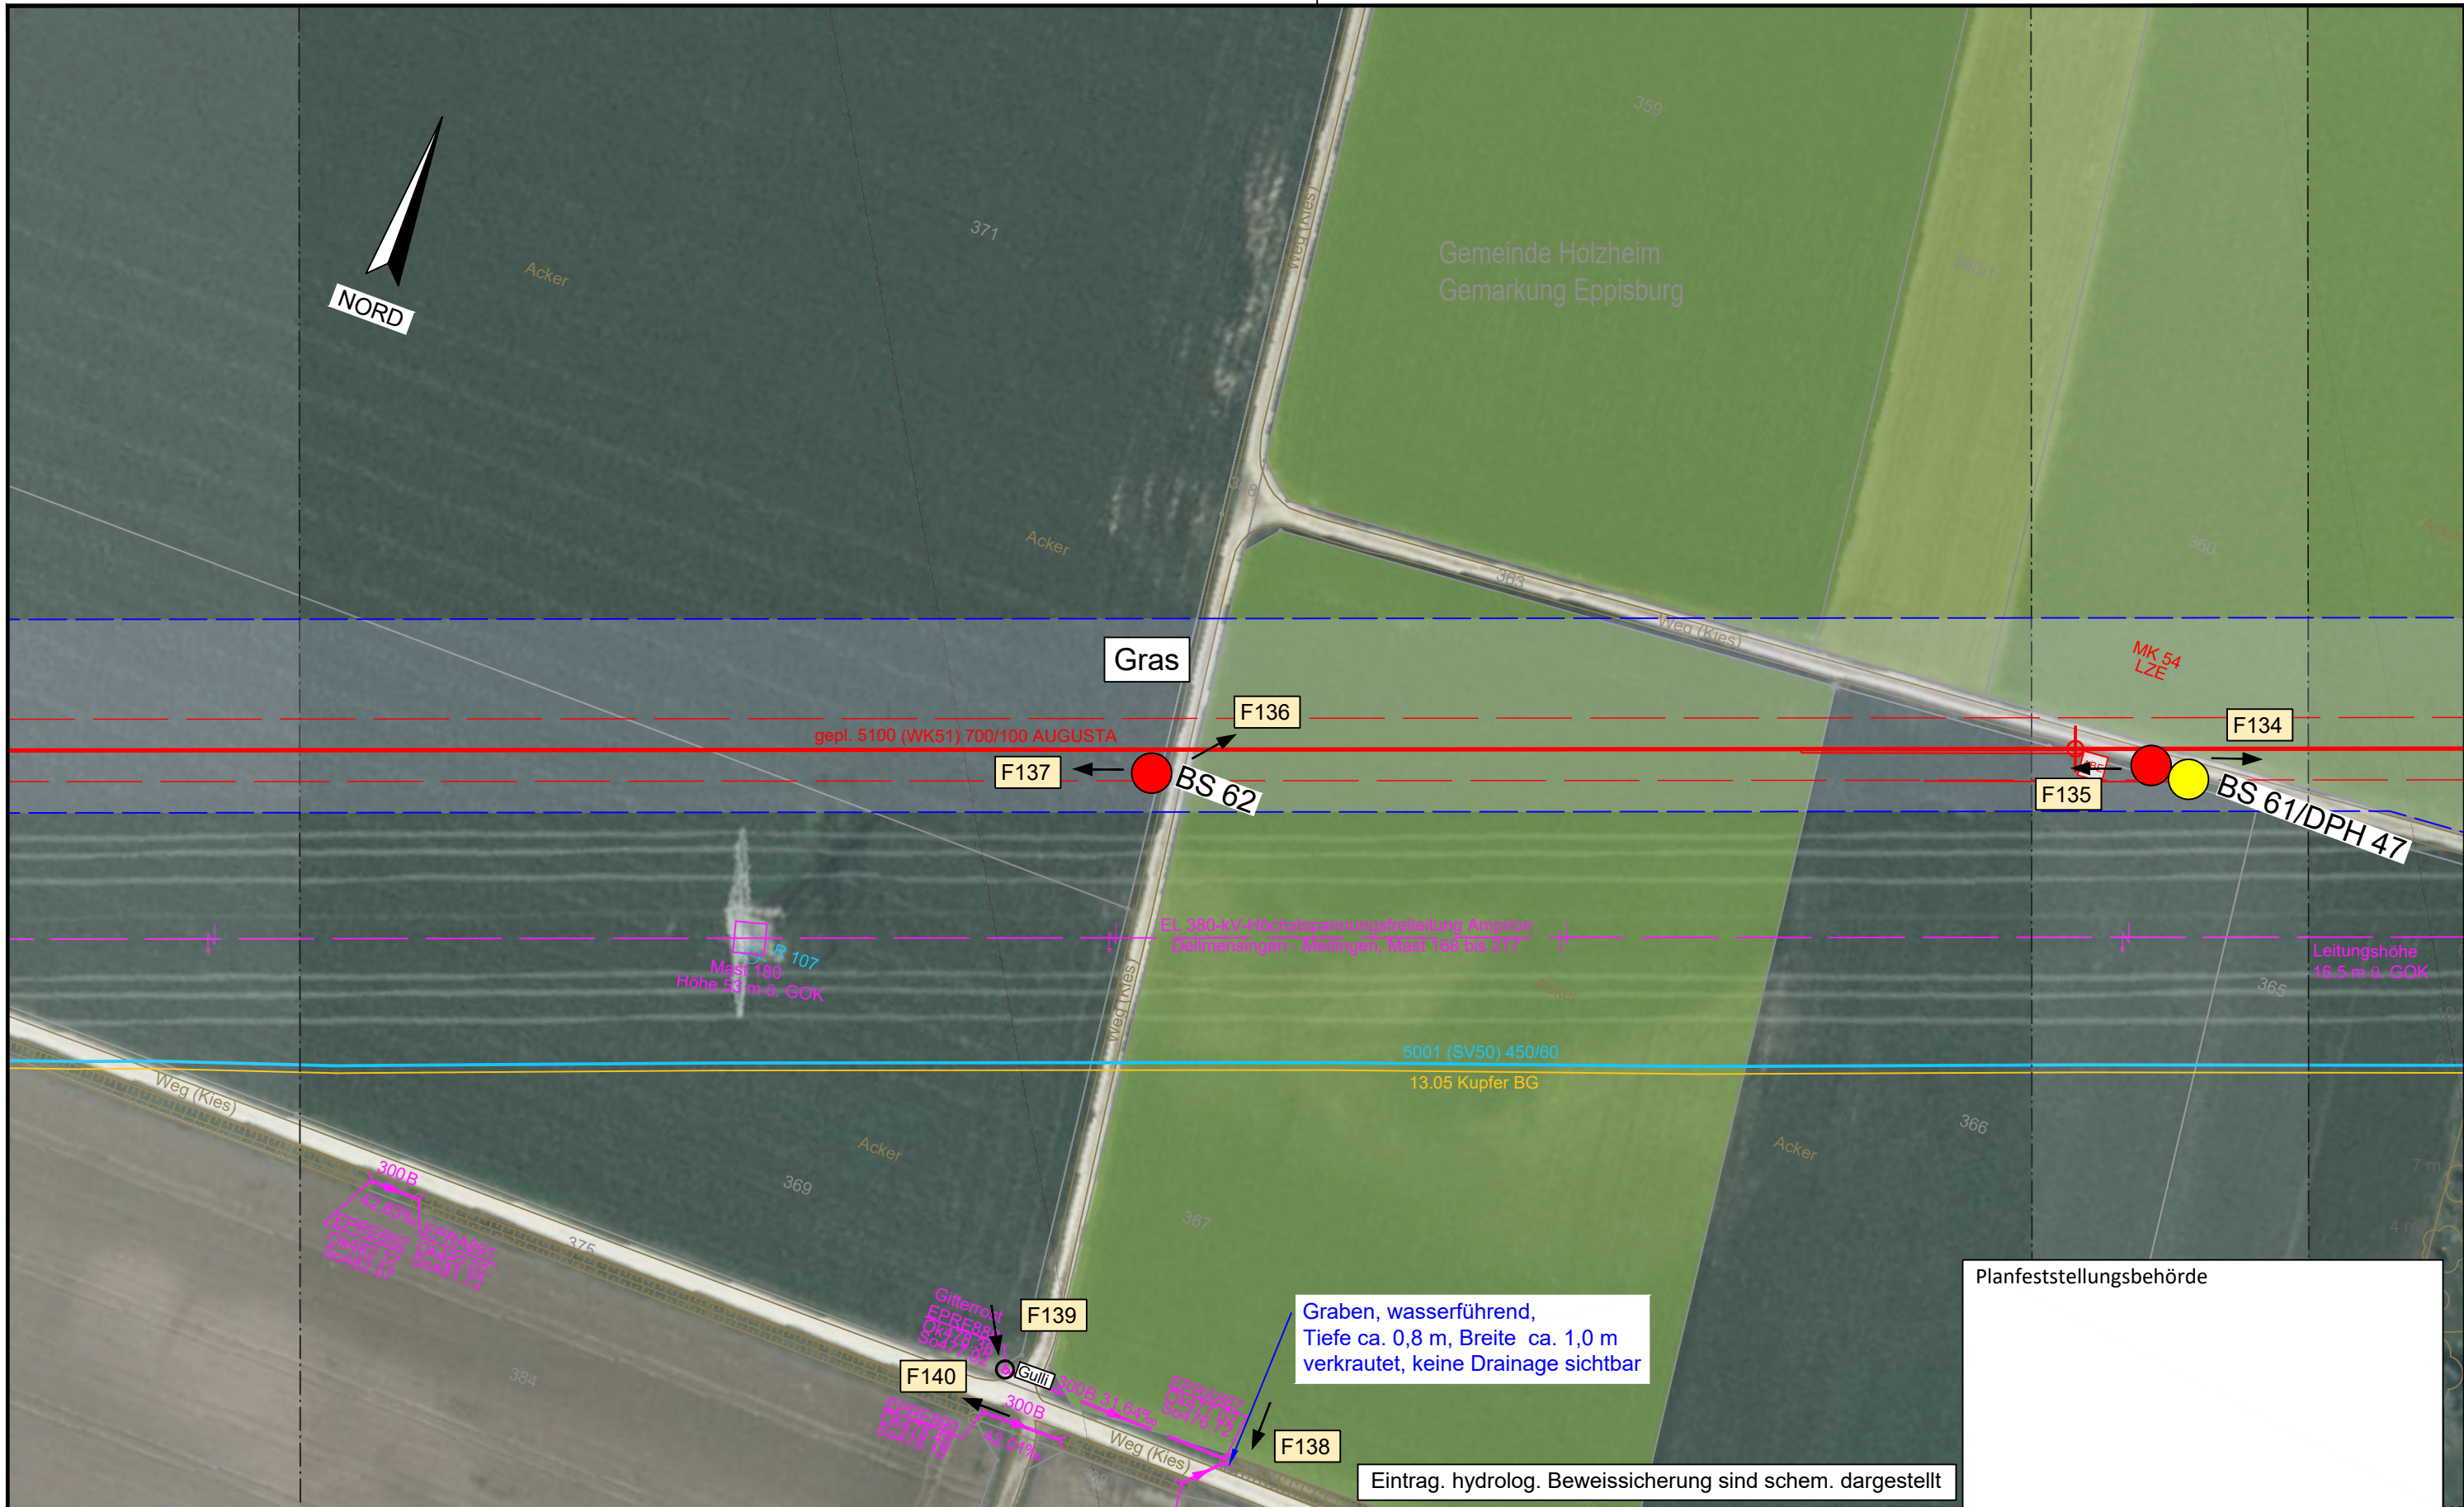 359
371
Weg (Kies)
Gemeinde Holzheim
Gemarkung Eppisburg
Acker
NORD
Acker
360
363
Weg (Kies)
Gras
MK 54
LZE
F136
F134
gepl. 5100 (WK51) 700/100 AUGUSTA
F137
BS 62
F135
BS 61/DPH 47
EL 380-kV-Höchstspannungsfreileitung Amprion
Dellmensingen - Meitingen, Mast 168 bis 217
R 107
Mast 180
Höhe 53 m ü. GOK
Leitungshöhe
16.5 m ü. GOK
Weg (Kies)
Acker
365
5001 (SV50) 450/60
13.05 Kupfer BG
Weg (Kies)
366
Acker
Acker
7 m
300B
369
367
4 m
375
Planfeststellungsbehörde
Graben, wasserführend,
Tiefe ca. 0,8 m, Breite ca. 1,0 m
verkrautet, keine Drainage sichtbar
F139
F140
Gulli
384
300B
42.01‰
Weg (Kies)
F138
Eintrag. hydrolog. Beweissicherung sind schem. dargestellt